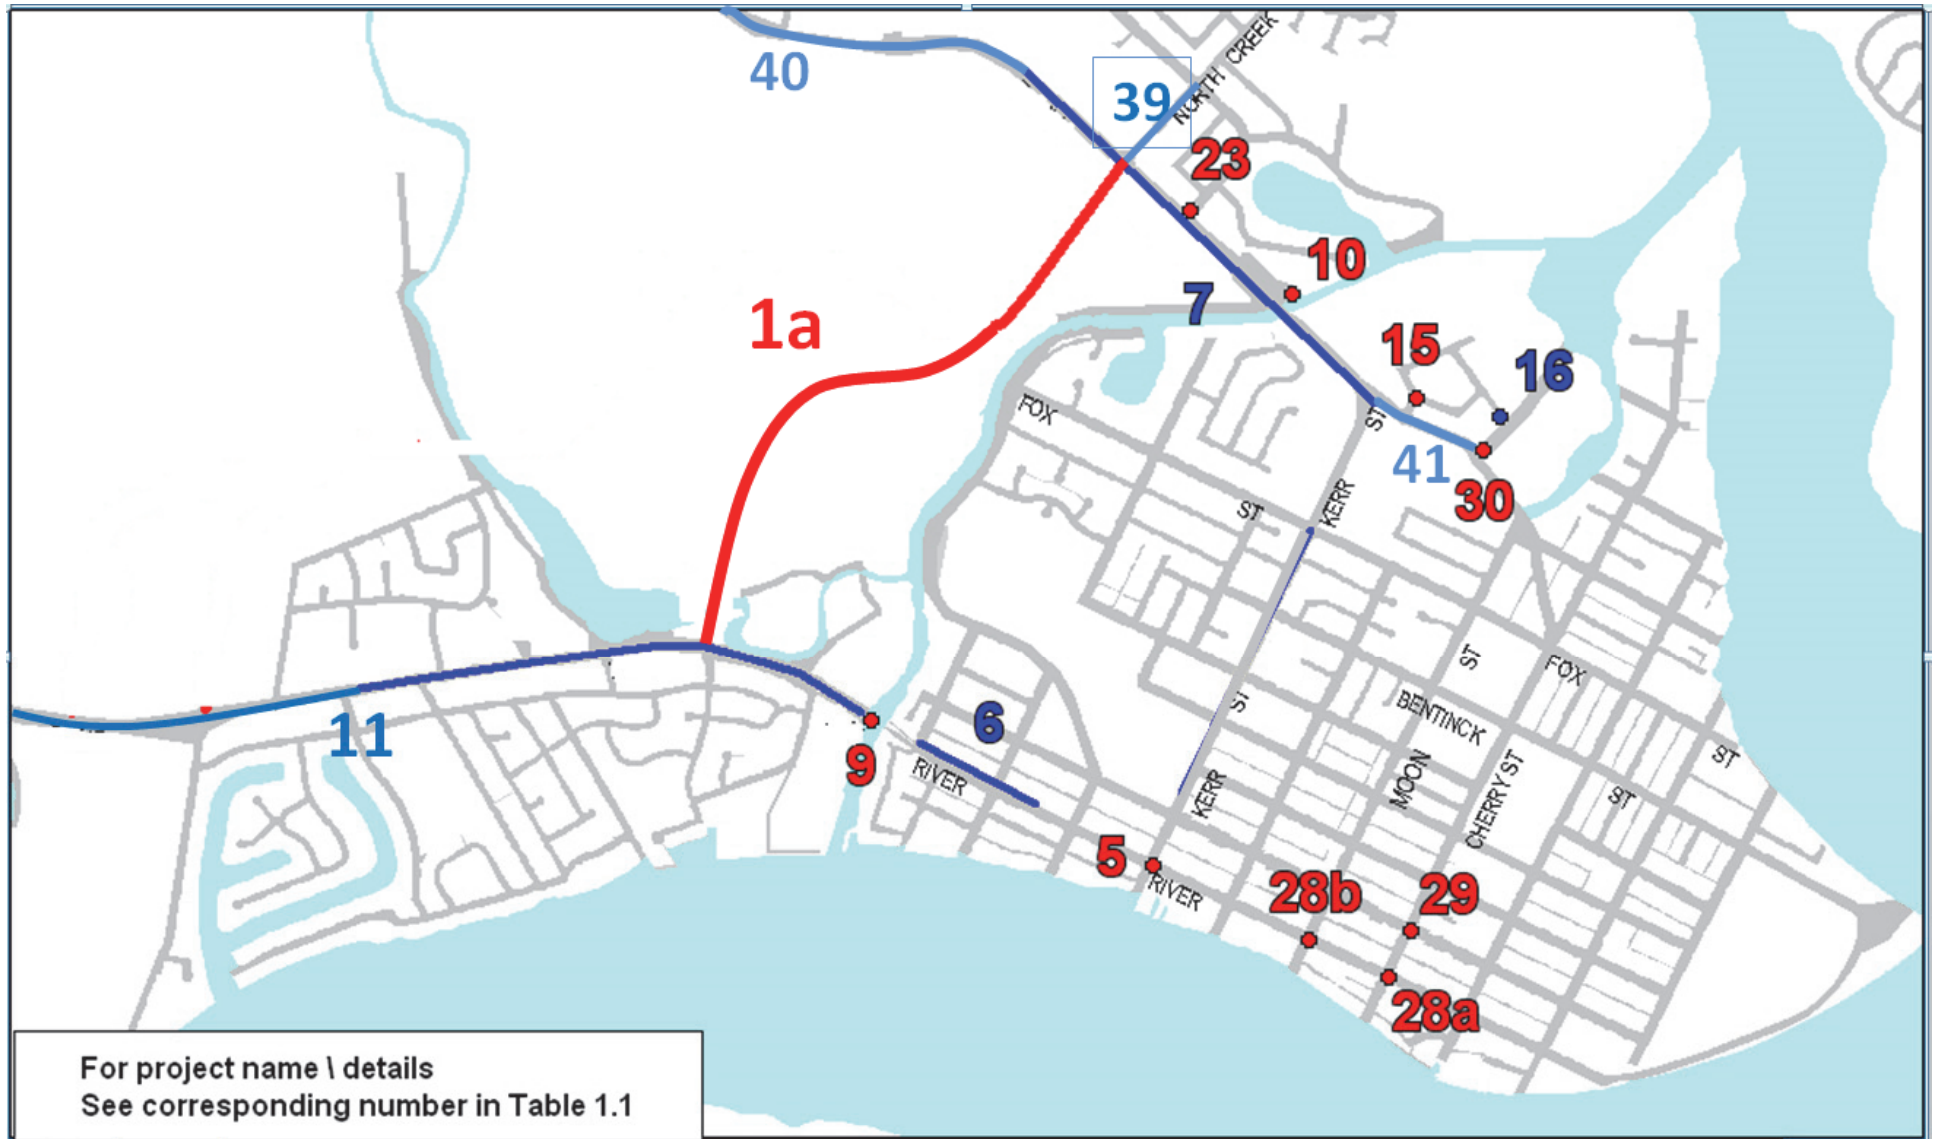 40
39
NORTH CREEK
23
10
7
1a
15
16
FOX
ST
41
30
ST
KERR
ST
FOX
6
11
9
RIVER
ST
BENTINCK
ST
KERR
MOON
CHERRY ST
ST
5
RIVER
28b
29
28a
For project name \ details
See corresponding number in Table 1.1